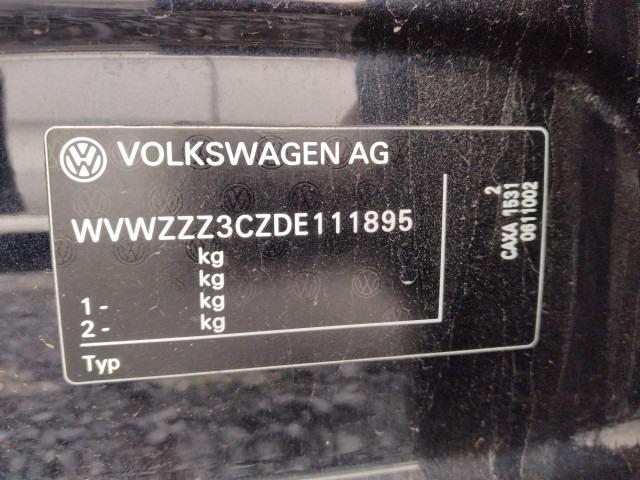 VOLKSWAGEN AG
WVWZZZ3CZDE111895
kg
kg
1- kg
2- kg
Typ
2
CAXA 1531
0611002